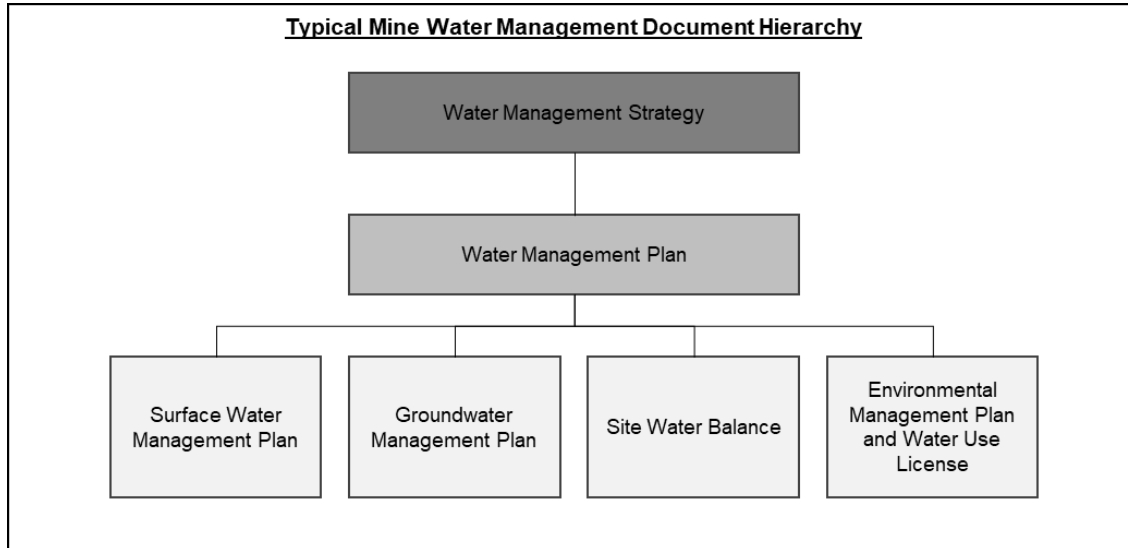 Typical Mine Water Management Document Hierarchy
Water Management Strategy
Water Management Plan
Surface Water
Management Plan
Groundwater
Management Plan
Site Water Balance
Environmental
Management Plan
and Water Use
License